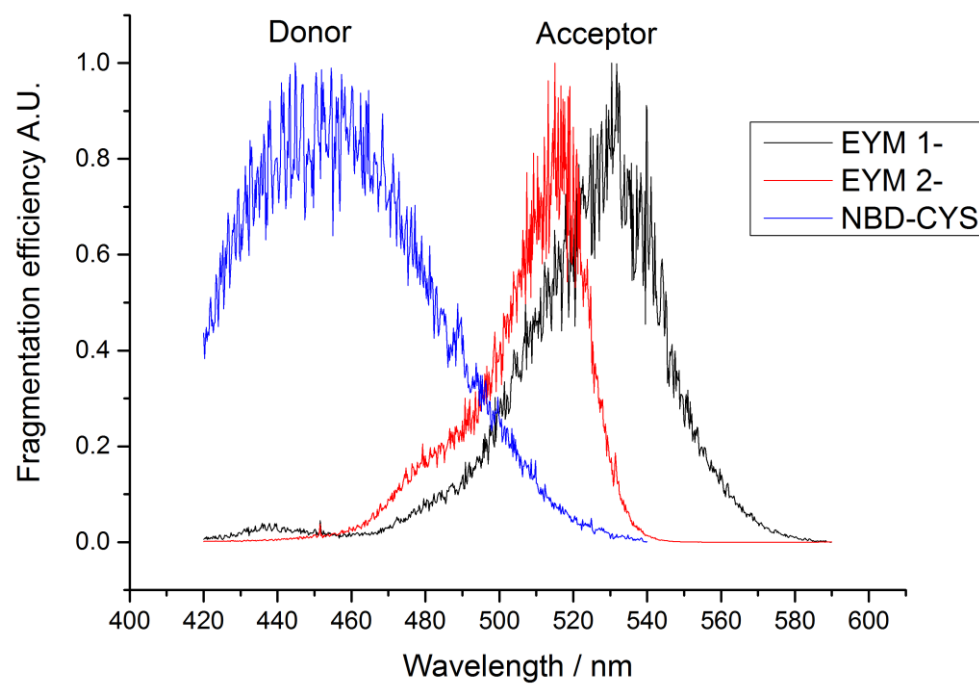 Donor
Acceptor
Fragmentation efficiency A.U.
1.0
0.8
0.6
0.4
0.2
0.0
EYM 1-
EYM 2-
NBD-CYS
400 420 440 460 480 500 520 540 560 580 600
Wavelength / nm